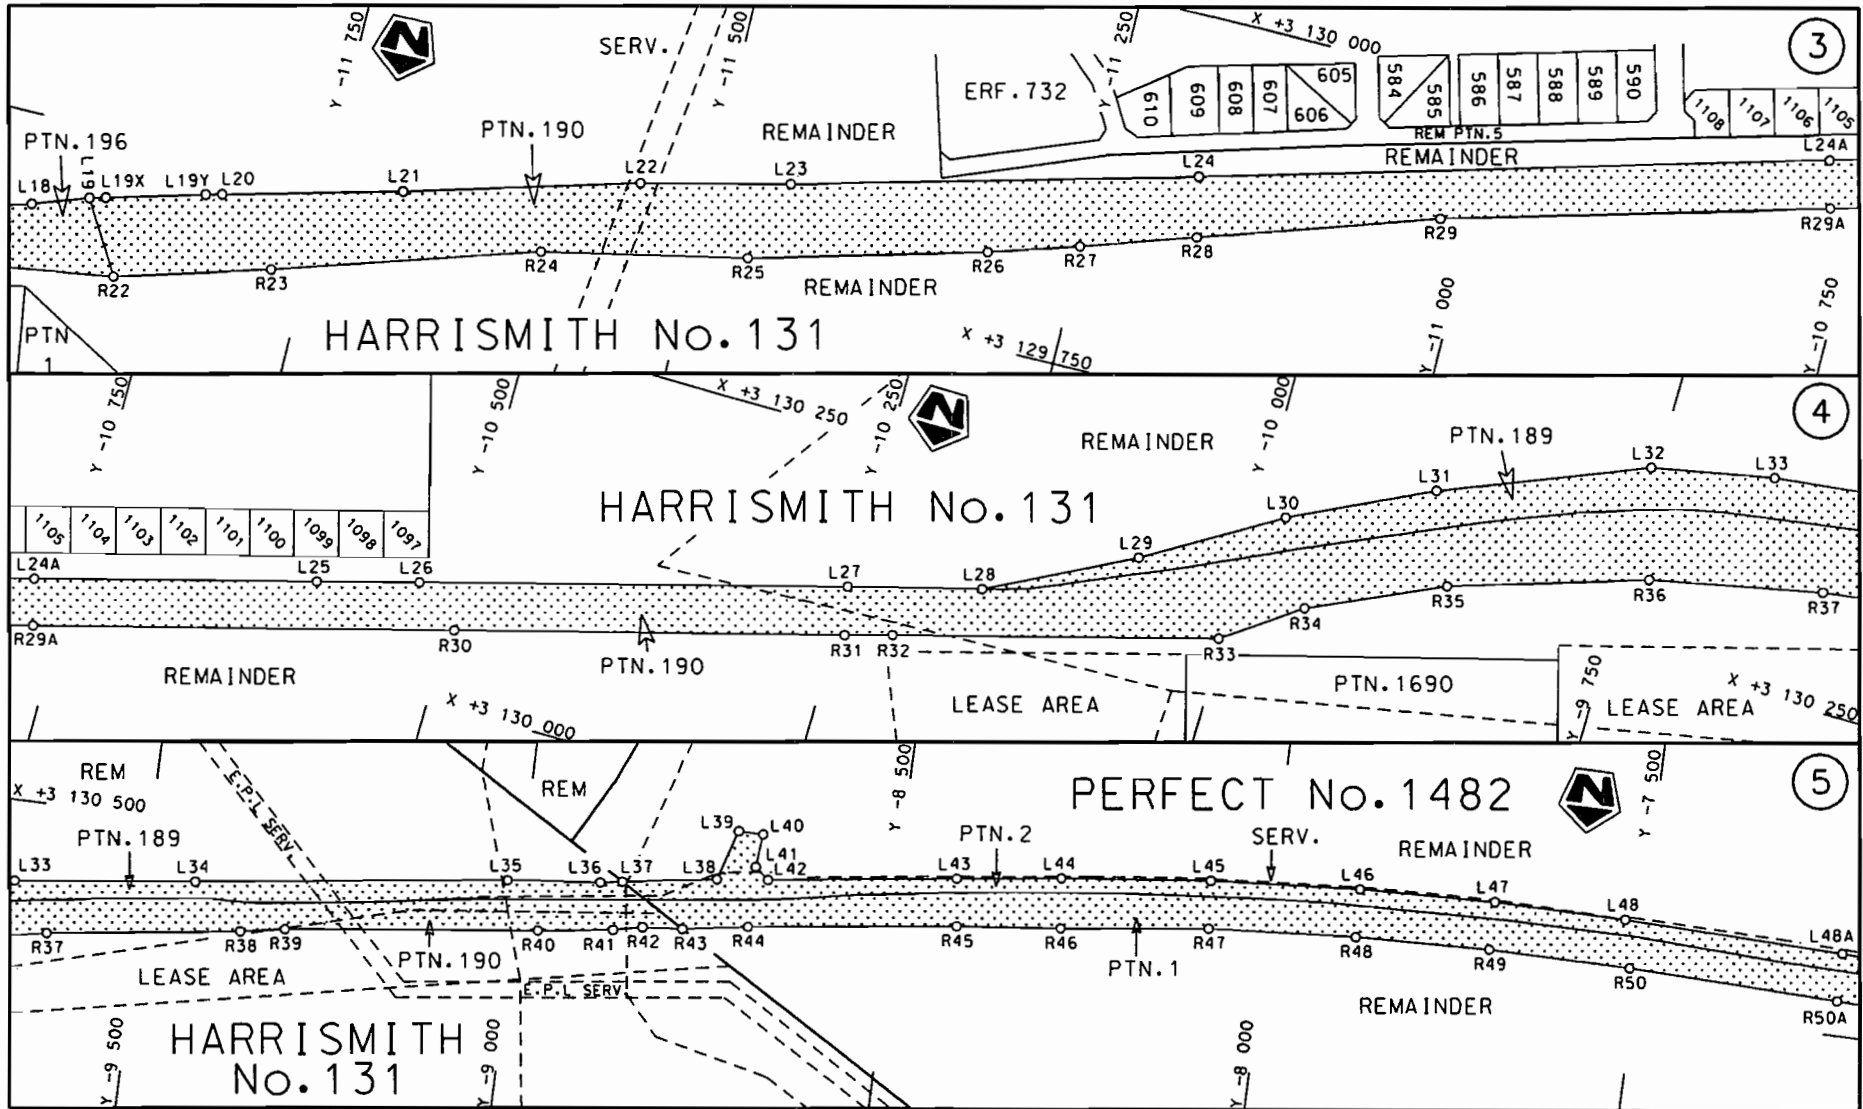 3
Y -11 750
SERV.
Y -11 500
Y -11 250
X +3 130 000
ERF.732
610
609
608
607
605
606
584
585
586
587
588
589
590
1108
1107
1106
1105
PTN.196
PTN.190
REMAINDER
REM PTN.5
REMAINDER
L18
L19
L19X
L19Y
L20
L21
L22
L23
L24
L24A
R22
R23
R24
R25
R26
R27
R28
R29
R29A
REMAINDER
PTN
1
HARRISMITH No.131
X +3 129 750
Y -11 000
Y -10 750
4
Y -10 750
Y -10 500
X +3 130 250
Y -10 250
REMAINDER
Y -10 000
PTN.189
L32
L33
L31
HARRISMITH No.131
L30
1105
1104
1103
1102
1101
1100
1099
1098
1097
L29
L24A
L25
L26
L27
L28
R29A
R30
R31
R32
R33
R34
R35
R36
R37
PTN.190
REMAINDER
LEASE AREA
PTN.1690
Y -9 750
X +3 130 250
LEASE AREA
X +3 130 000
5
REM
X +3 130 500
E.P.L SERV.
REM
Y -8 500
PERFECT No.1482
Y -7 500
PTN.189
L39
L40
PTN.2
SERV.
REMAINDER
L33
L34
L35
L36
L37
L38
L41
L42
L43
L44
L45
L46
L47
L48
L48A
R37
R38
R39
R40
R41
R42
R43
R44
R45
R46
R47
R48
R49
R50
R50A
PTN.190
PTN.1
LEASE AREA
E.P.L SERV
REMAINDER
HARRISMITH
No.131
Y -9 500
Y -9 000
Y -8 000